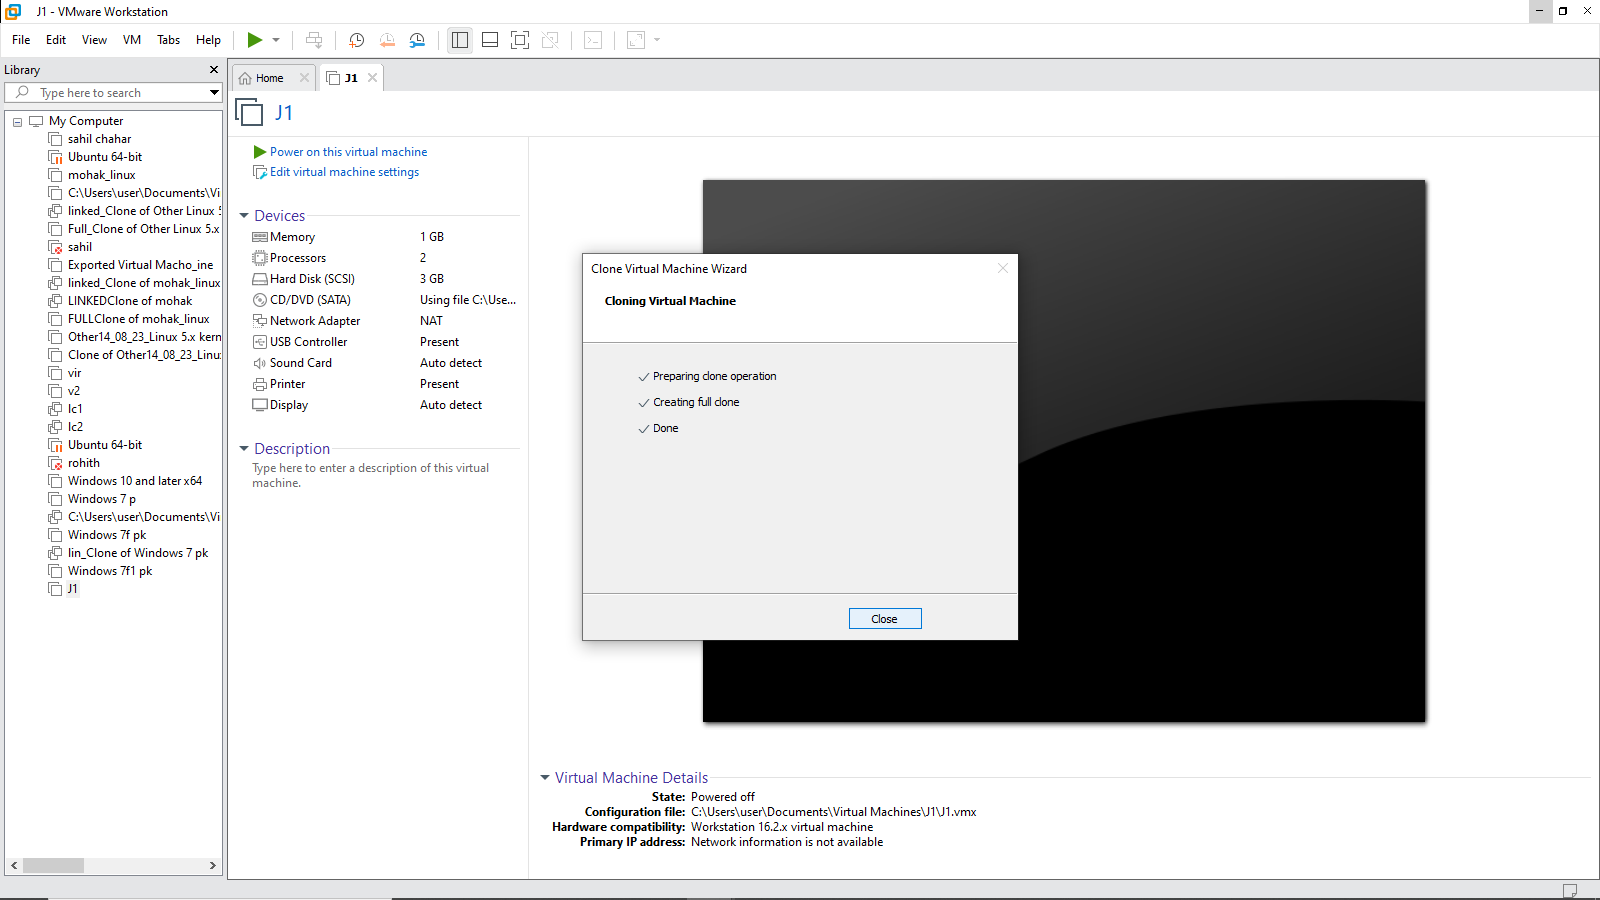 J1 - VMware Workstation
File Edit View VM Tabs Help
Library
Type here to search
My Computer
sahil chahar
Ubuntu 64-bit
mohak_linux
C:\Users\user\Documents\Vi
linked_Clone of Other Linux 5
Full_Clone of Other Linux 5.x
sahil
Exported Virtual Macho_ine
linked_Clone of mohak_linux
LINKEDClone of mohak
FULLClone of mohak_linux
Other14_08_23_Linux 5.x kern
Clone of Other14_08_23_Linu
vir
v2
lc1
lc2
Ubuntu 64-bit
rohith
Windows 10 and later x64
Windows 7 p
C:\Users\user\Documents\Vi
Windows 7f pk
lin_Clone of Windows 7 pk
Windows 7f1 pk
J1
Home J1
J1
Power on this virtual machine
Edit virtual machine settings
Devices
Memory 1 GB
Processors 2
Hard Disk (SCSI) 3 GB
CD/DVD (SATA) Using file C:\Use...
Network Adapter NAT
USB Controller Present
Sound Card Auto detect
Printer Present
Display Auto detect
Description
Type here to enter a description of this virtual
machine.
Clone Virtual Machine Wizard
Cloning Virtual Machine
Preparing clone operation
Creating full clone
Done
Close
Virtual Machine Details
State: Powered off
Configuration file: C:\Users\user\Documents\Virtual Machines\J1\J1.vmx
Hardware compatibility: Workstation 16.2.x virtual machine
Primary IP address: Network information is not available